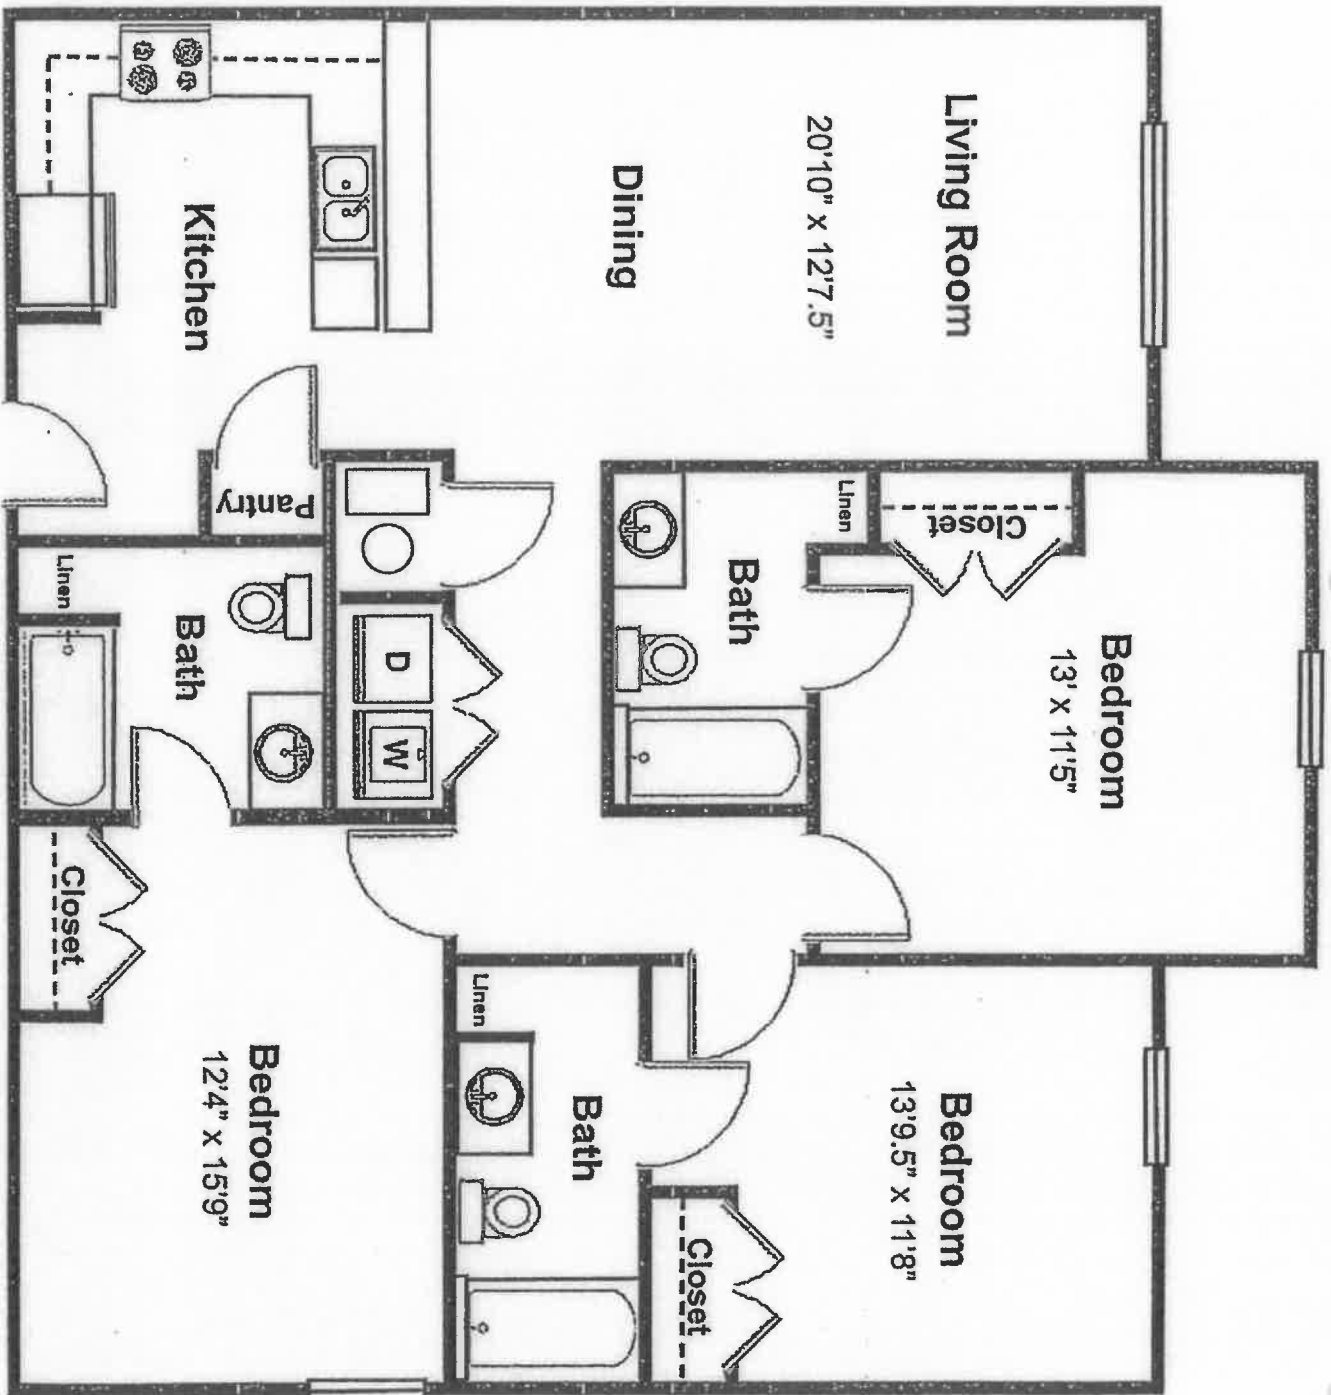 Living Room
20'10" x 12'7.5"
Dining
Kitchen
Pantry
Linen
Closet
Bath
Bedroom
13' x 11'5"
D
W
Linen
Bath
Closet
Bedroom
12'4" x 15'9"
Linen
Bath
Bedroom
13'9.5" x 11'8"
Closet